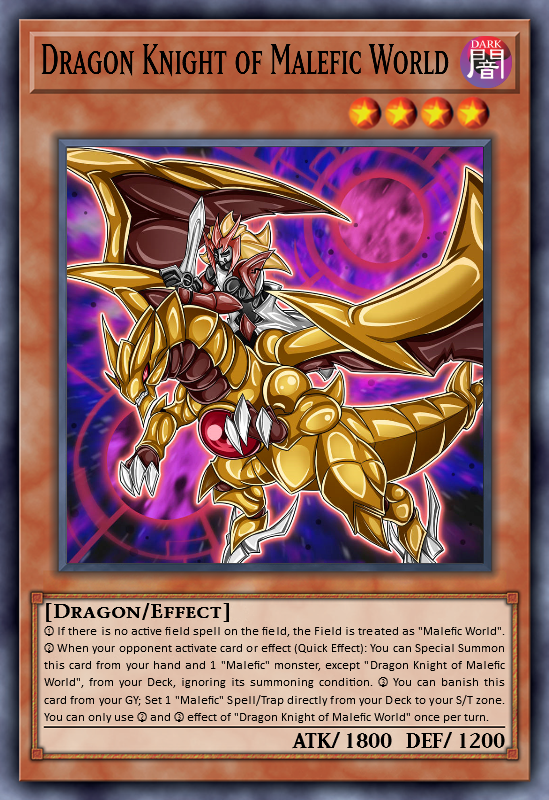 Dragon Knight of Malefic World
DARK
闇
[Dragon/Effect]
① If there is no active field spell on the field, the Field is treated as "Malefic World".
② When your opponent activate card or effect (Quick Effect): You can Special Summon
this card from your hand and 1 "Malefic" monster, except "Dragon Knight of Malefic
World", from your Deck, ignoring its summoning condition. ② You can banish this
card from your GY; Set 1 "Malefic" Spell/Trap directly from your Deck to your S/T zone.
You can only use ② and ③ effect of "Dragon Knight of Malefic World" once per turn.
ATK/ 1800 DEF/ 1200